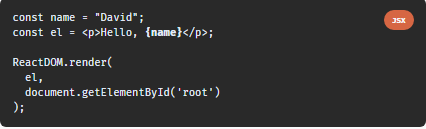 const name = "David";
JSX
const el = <p>Hello, {name}</p>;
ReactDOM.render(
el,
document.getElementById('root')
);